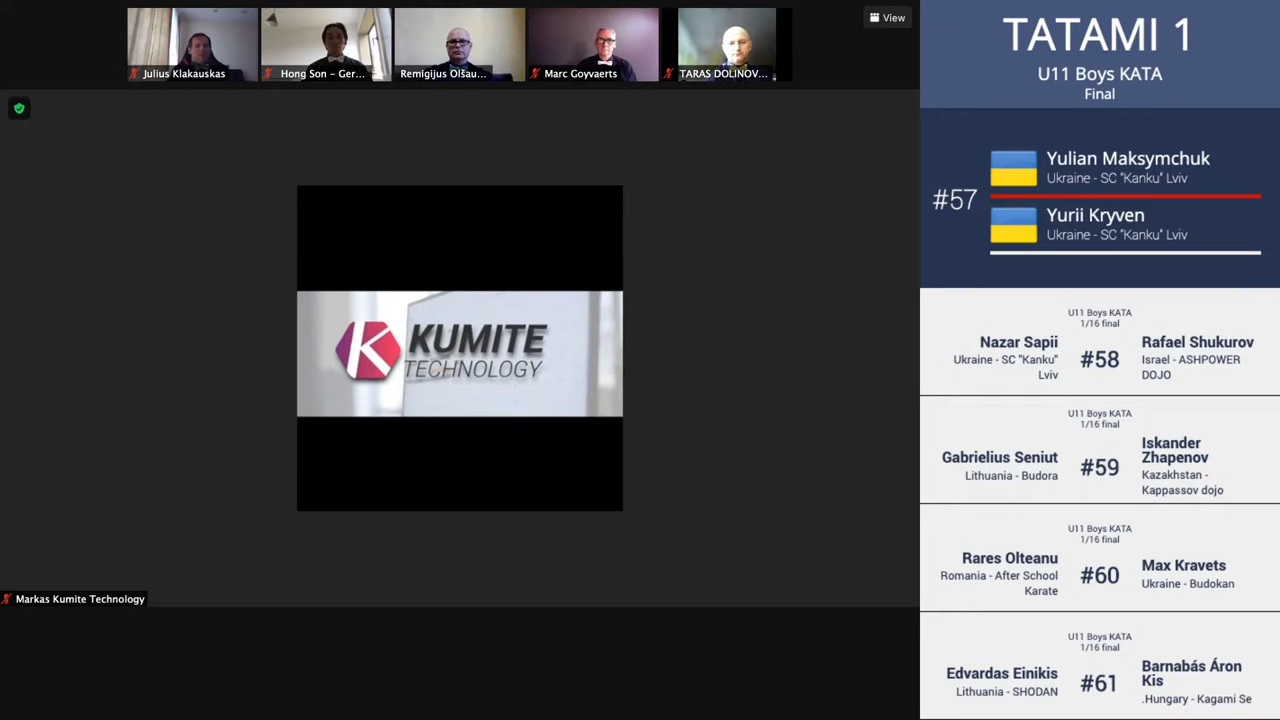 View
Julius Klakauskas
Hong Son – Ger...
Remigijus Olšau...
Marc Goyvaerts
TARAS DOLINOV...
KUMITE
TECHNOLOGY
Markas Kumite Technology
TATAMI 1
U11 Boys KATA
Final
#57
Yulian Maksymchuk
Ukraine - SC "Kanku" Lviv
Yurii Kryven
Ukraine - SC "Kanku" Lviv
U11 Boys KATA
1/16 final
Nazar Sapii
Ukraine - SC "Kanku"
Lviv
#58
Rafael Shukurov
Israel - ASHPOWER
DOJO
U11 Boys KATA
1/16 final
Gabrielius Seniut
Lithuania - Budora
#59
Iskander
Zhapenov
Kazakhstan -
Kappassov dojo
U11 Boys KATA
1/16 final
Rares Olteanu
Romania - After School
Karate
#60
Max Kravets
Ukraine - Budokan
U11 Boys KATA
1/16 final
Edvardas Einikis
Lithuania - SHODAN
#61
Barnabás Áron
Kis
.Hungary - Kagami Se